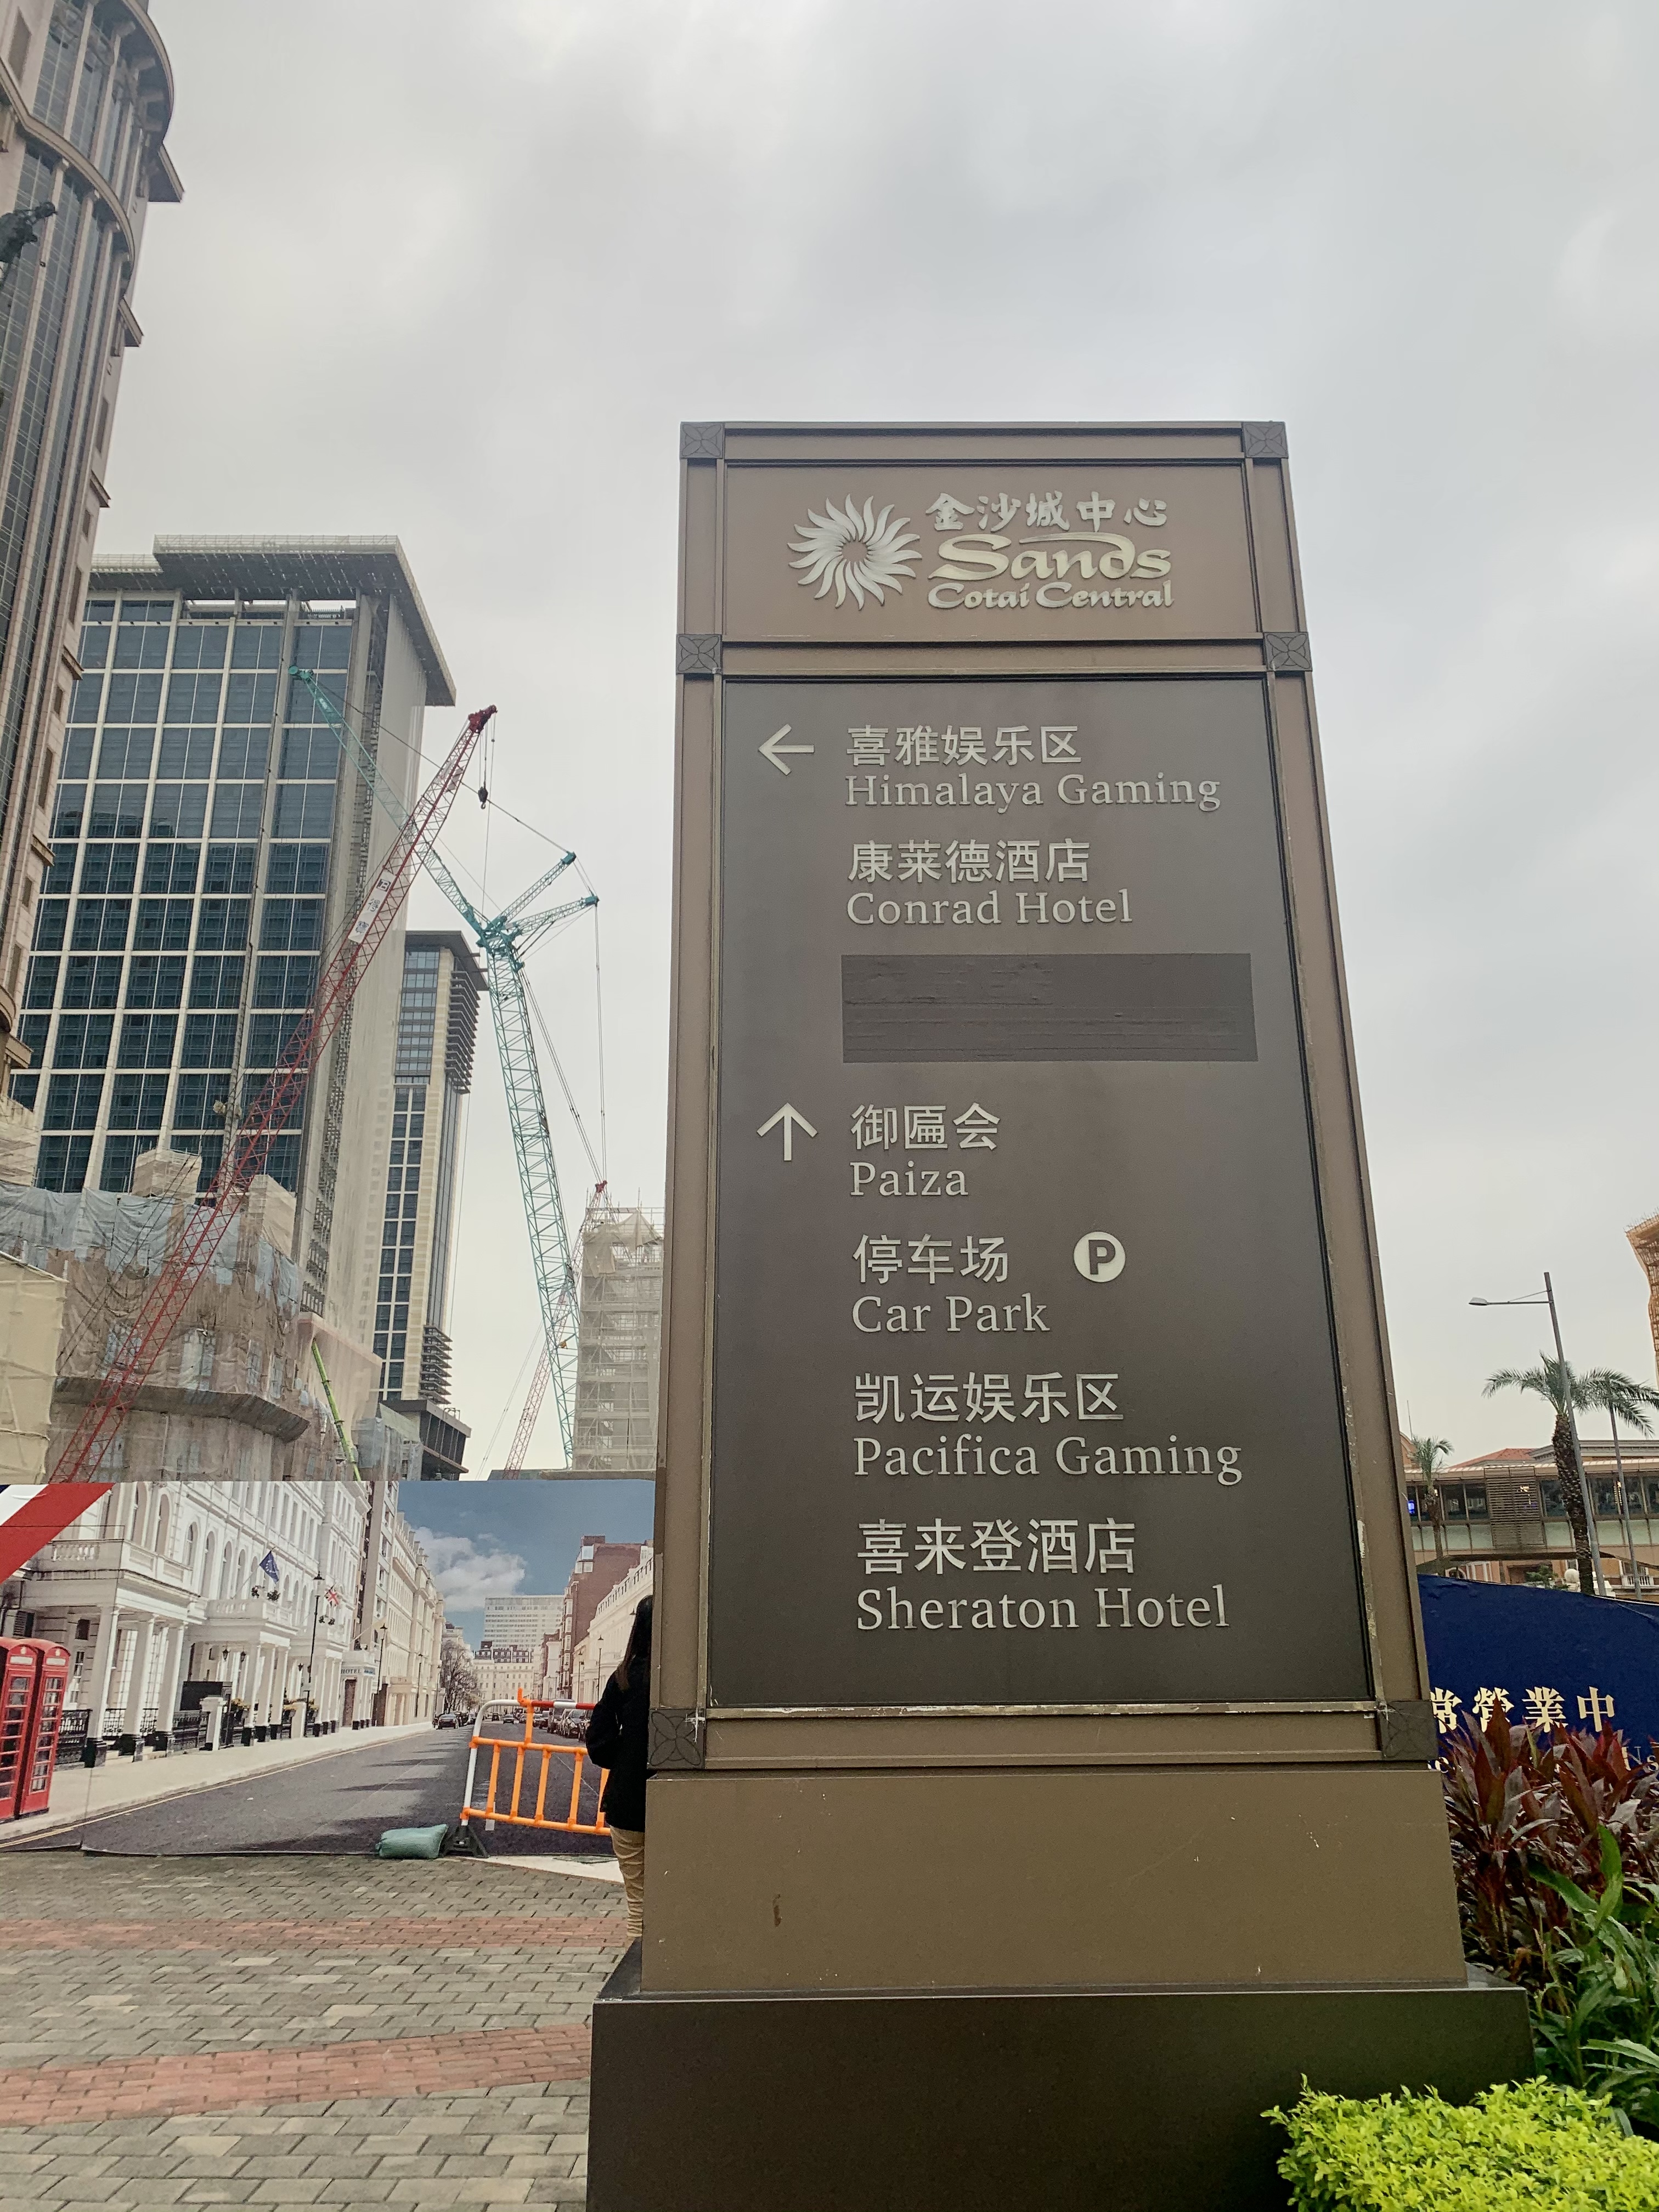 金沙城中心
Sands
Cotai Central
喜雅娱乐区
Himalaya Gaming
康莱德酒店
Conrad Hotel
御匾会
Paiza
停车场 P
Car Park
凯运娱乐区
Pacifica Gaming
喜来登酒店
Sheraton Hotel
常營業中
HOTEL